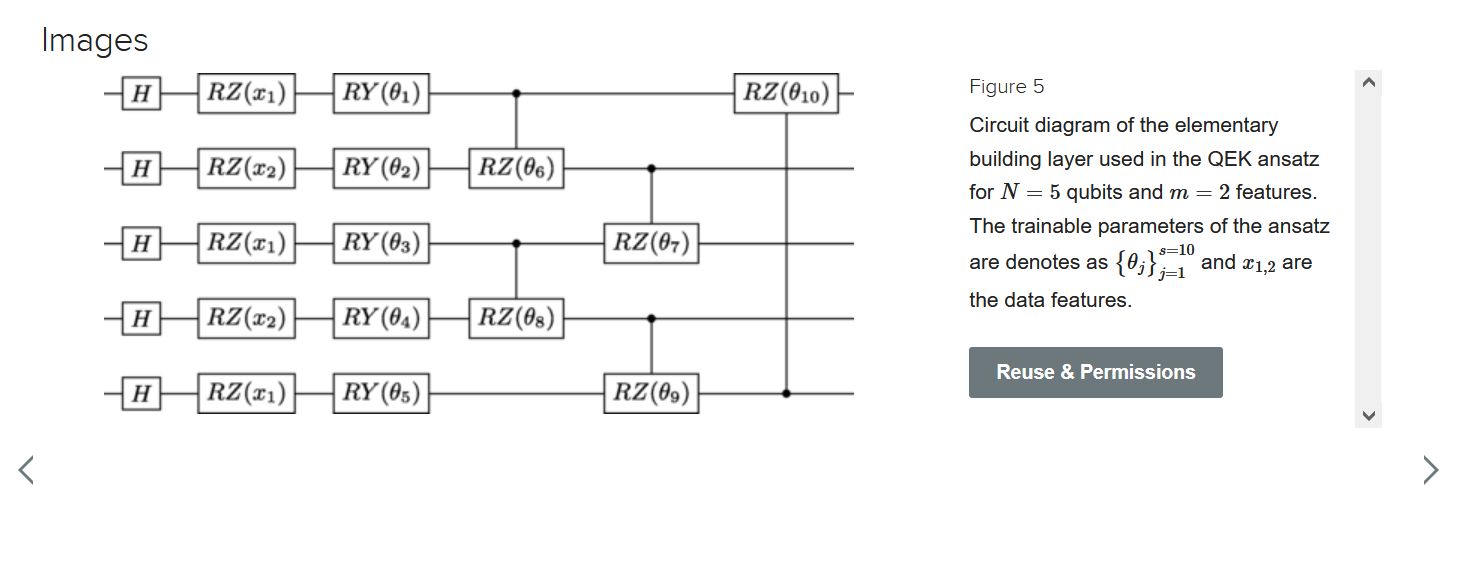 Images
H RZ(x₁) RY(θ₁) RZ(θ₁₀)
H RZ(x₂) RY(θ₂) RZ(θ₆)
H RZ(x₁) RY(θ₃) RZ(θ₇)
H RZ(x₂) RY(θ₄) RZ(θ₈)
H RZ(x₁) RY(θ₅) RZ(θ₉)
Figure 5
Circuit diagram of the elementary
building layer used in the QEK ansatz
for N = 5 qubits and m = 2 features.
The trainable parameters of the ansatz
are denotes as {θⱼ}ⱼ₌₁ˢ⁼¹⁰ and x₁,₂ are
the data features.
Reuse & Permissions